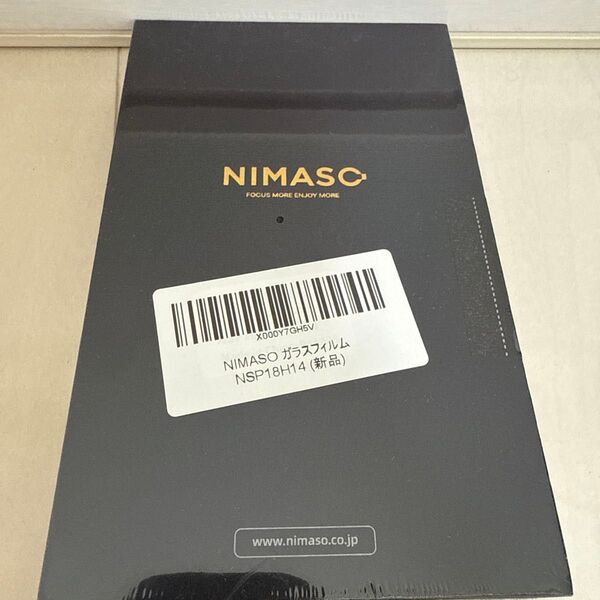 NIMASO
FOCUS MORE ENJOY MORE
X000Y7GH5V
NIMASO ガラスフィルム
NSP18H14 (新品)
www.nimaso.co.jp